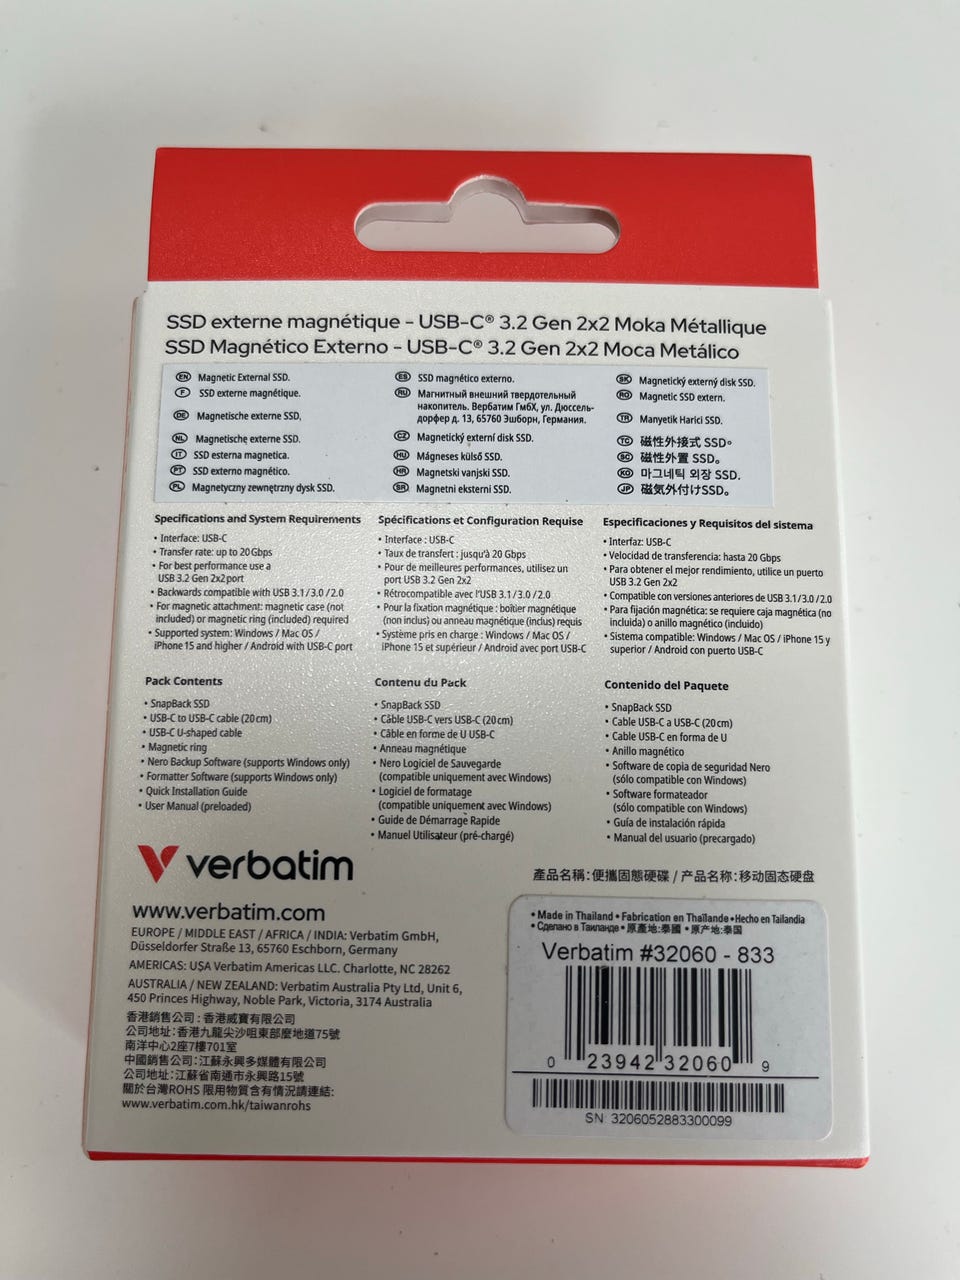 SSD externe magnétique - USB-C® 3.2 Gen 2x2 Moka Métallique
SSD Magnético Externo - USB-C® 3.2 Gen 2x2 Moca Metálico
EN Magnetic External SSD.
F SSD externe magnétique.
DE Magnetische externe SSD.
NL Magnetische externe SSD.
IT SSD esterna magnetica.
PT SSD externo magnético.
PL Magnetyczny zewnętrzny dysk SSD.
ES SSD magnético externo.
RU Магнитный внешний твердотельный
накопитель. Вербатим ГмбХ, ул. Дюссель-
дорфер д. 13, 65760 Эшборн, Германия.
CZ Magnetický externí disk SSD.
HU Mágneses külső SSD.
HR Magnetski vanjski SSD.
SR Magnetni eksterni SSD.
SK Magnetický externý disk SSD.
RO Magnetic SSD extern.
TR Manyetik Harici SSD.
TC 磁性外接式 SSD。
SC 磁性外置 SSD。
KO 마그네틱 외장 SSD.
JP 磁気外付けSSD。
Specifications and System Requirements
• Interface: USB-C
• Transfer rate: up to 20Gbps
• For best performance use a
USB 3.2 Gen 2x2 port
• Backwards compatible with USB 3.1/3.0/2.0
• For magnetic attachment: magnetic case (not
included) or magnetic ring (included) required
• Supported system: Windows / Mac OS /
iPhone 15 and higher / Android with USB-C port
Spécifications et Configuration Requise
• Interface : USB-C
• Taux de transfert : jusqu'à 20 Gbps
• Pour de meilleures performances, utilisez un
port USB 3.2 Gen 2x2
• Rétrocompatible avec l'USB 3.1/3.0/2.0
• Pour la fixation magnétique : boîtier magnétique
(non inclus) ou anneau magnétique (inclus) requis
• Système pris en charge : Windows / Mac OS /
iPhone 15 et supérieur / Android avec port USB-C
Especificaciones y Requisitos del sistema
• Interfaz: USB-C
• Velocidad de transferencia: hasta 20 Gbps
• Para obtener el mejor rendimiento, utilice un puerto
USB 3.2 Gen 2x2
• Compatible con versiones anteriores de USB 3.1/3.0/2.0
• Para fijación magnética: se requiere caja magnética (no
incluida) o anillo magnético (incluido)
• Sistema compatible: Windows / Mac OS / iPhone 15 y
superior / Android con puerto USB-C
Pack Contents
• SnapBack SSD
• USB-C to USB-C cable (20cm)
• USB-C U-shaped cable
• Magnetic ring
• Nero Backup Software (supports Windows only)
• Formatter Software (supports Windows only)
• Quick Installation Guide
• User Manual (preloaded)
Contenu du Pack
• SnapBack SSD
• Câble USB-C vers USB-C (20cm)
• Câble en forme de U USB-C
• Anneau magnétique
• Nero Logiciel de Sauvegarde
(compatible uniquement avec Windows)
• Logiciel de formatage
(compatible uniquement avec Windows)
• Guide de Démarrage Rapide
• Manuel Utilisateur (pré-chargé)
Contenido del Paquete
• SnapBack SSD
• Cable USB-C a USB-C (20cm)
• Cable USB-C en forma de U
• Anillo magnético
• Software de copia de seguridad Nero
(sólo compatible con Windows)
• Software formateador
(sólo compatible con Windows)
• Guía de instalación rápida
• Manual del usuario (precargado)
verbatim
www.verbatim.com
EUROPE / MIDDLE EAST / AFRICA / INDIA: Verbatim GmbH,
Düsseldorfer Straße 13, 65760 Eschborn, Germany
AMERICAS: USA Verbatim Americas LLC. Charlotte, NC 28262
AUSTRALIA / NEW ZEALAND: Verbatim Australia Pty Ltd, Unit 6,
450 Princes Highway, Noble Park, Victoria, 3174 Australia
香港銷售公司：香港威寶有限公司
公司地址：香港九龍尖沙咀東部麼地道75號
南洋中心2座7樓701室
中國銷售公司：江蘇永興多媒體有限公司
公司地址：江蘇省南通市永興路15號
關於台灣ROHS 限用物質含有情況請連結:
www.verbatim.com.hk/taiwanrohs
產品名稱：便攜固態硬碟 / 产品名称：移动固态硬盘
• Made in Thailand • Fabrication en Thaïlande • Hecho en Tailandia
• Сделано в Таиланде • 原產地:泰國 • 原产地:泰国
Verbatim #32060 - 833
0 23942 32060 9
SN: 3206052883300099